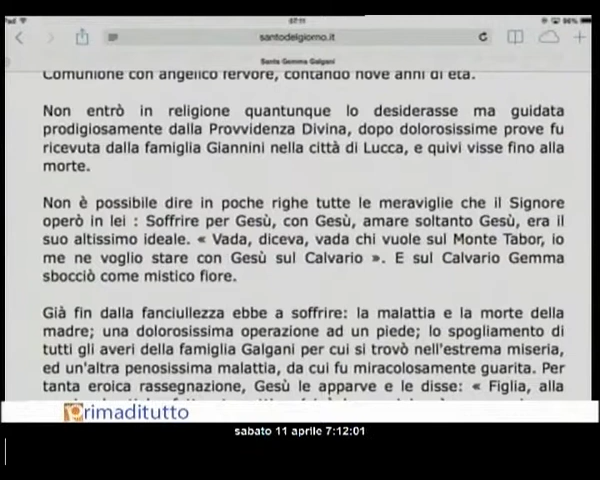 santodelgiorno.it
Santa Gemma Galgani
Comunione con angelico fervore, contando nove anni di età.
Non entrò in religione quantunque lo desiderasse ma guidata
prodigiosamente dalla Provvidenza Divina, dopo dolorosissime prove fu
ricevuta dalla famiglia Giannini nella città di Lucca, e quivi visse fino alla
morte.
Non è possibile dire in poche righe tutte le meraviglie che il Signore
operò in lei : Soffrire per Gesù, con Gesù, amare soltanto Gesù, era il
suo altissimo ideale. « Vada, diceva, vada chi vuole sul Monte Tabor, io
me ne voglio stare con Gesù sul Calvario ». E sul Calvario Gemma
sbocciò come mistico fiore.
Già fin dalla fanciullezza ebbe a soffrire: la malattia e la morte della
madre; una dolorosissima operazione ad un piede; lo spogliamento di
tutti gli averi della famiglia Galgani per cui si trovò nell'estrema miseria,
ed un'altra penosissima malattia, da cui fu miracolosamente guarita. Per
tanta eroica rassegnazione, Gesù le apparve e le disse: « Figlia, alla
Primaditutto
sabato 11 aprile 7:12:01